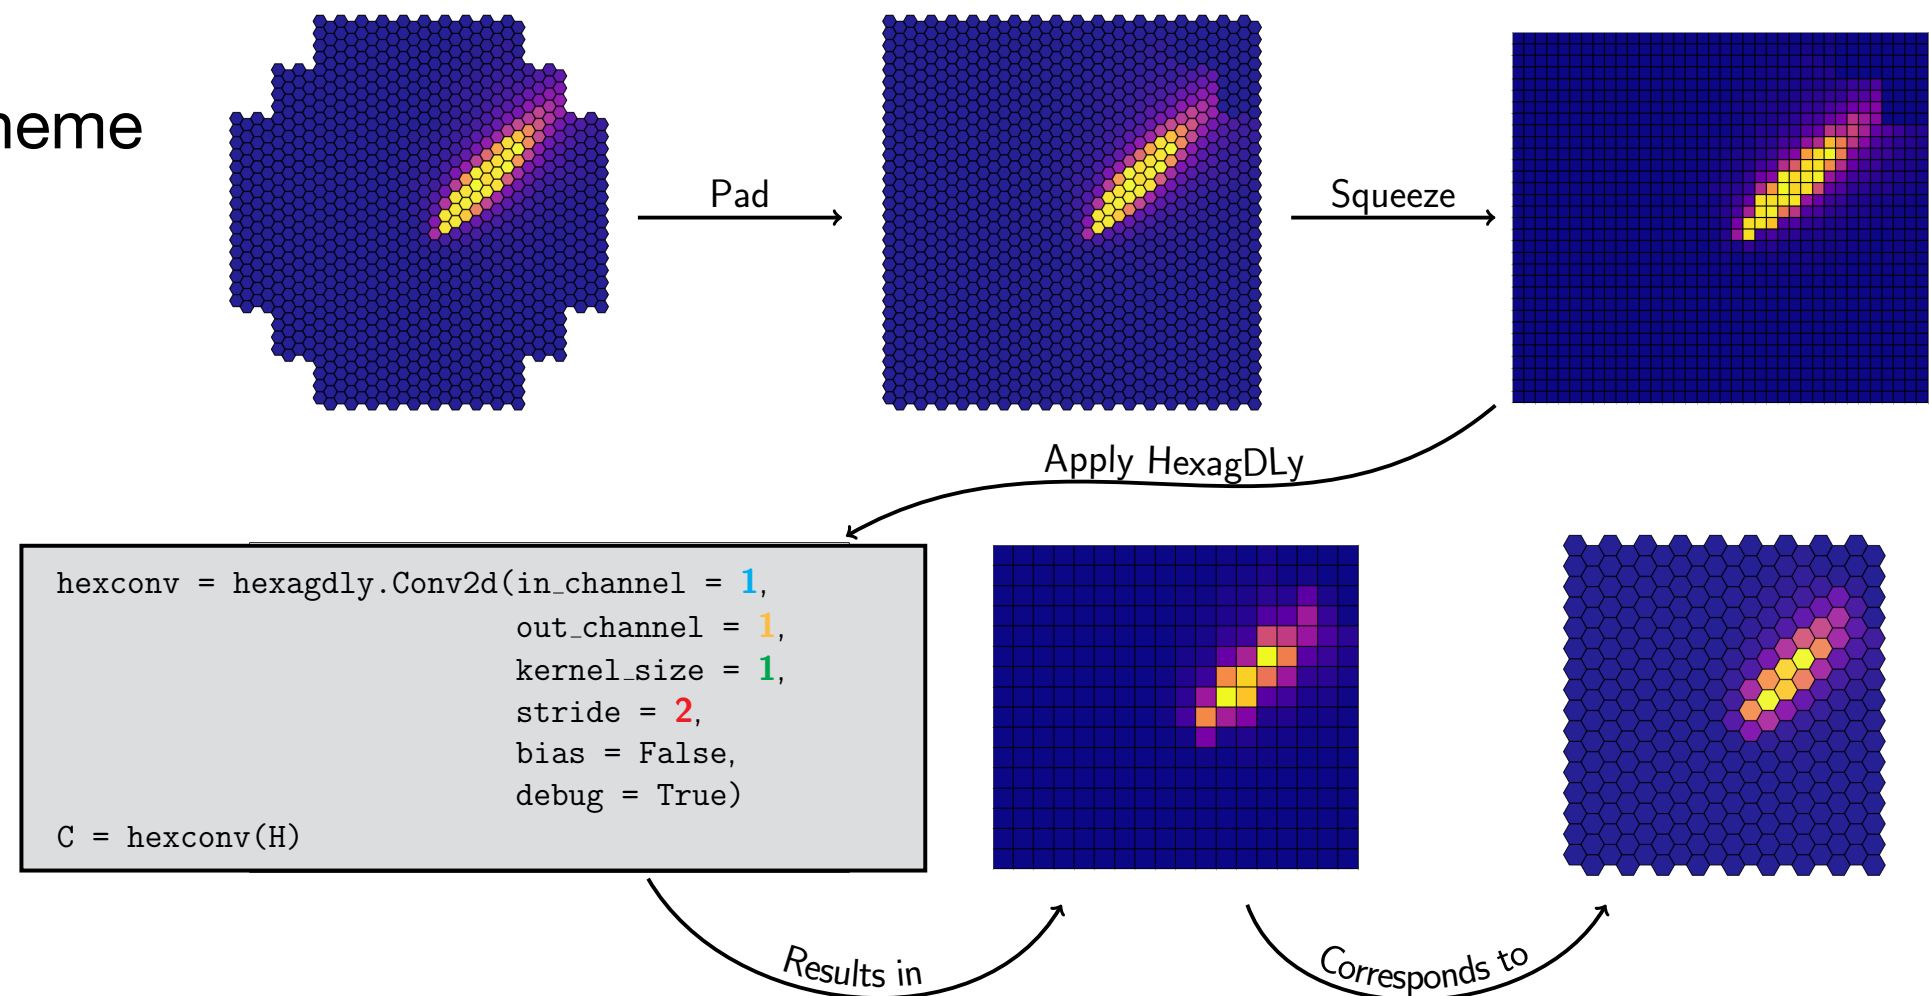 heme
Pad
Squeeze
Apply HexagDLy
hexconv = hexagdly.Conv2d(in_channel = 1,
out_channel = 1,
kernel_size = 1,
stride = 2,
bias = False,
debug = True)
C = hexconv(H)
Results in
Corresponds to